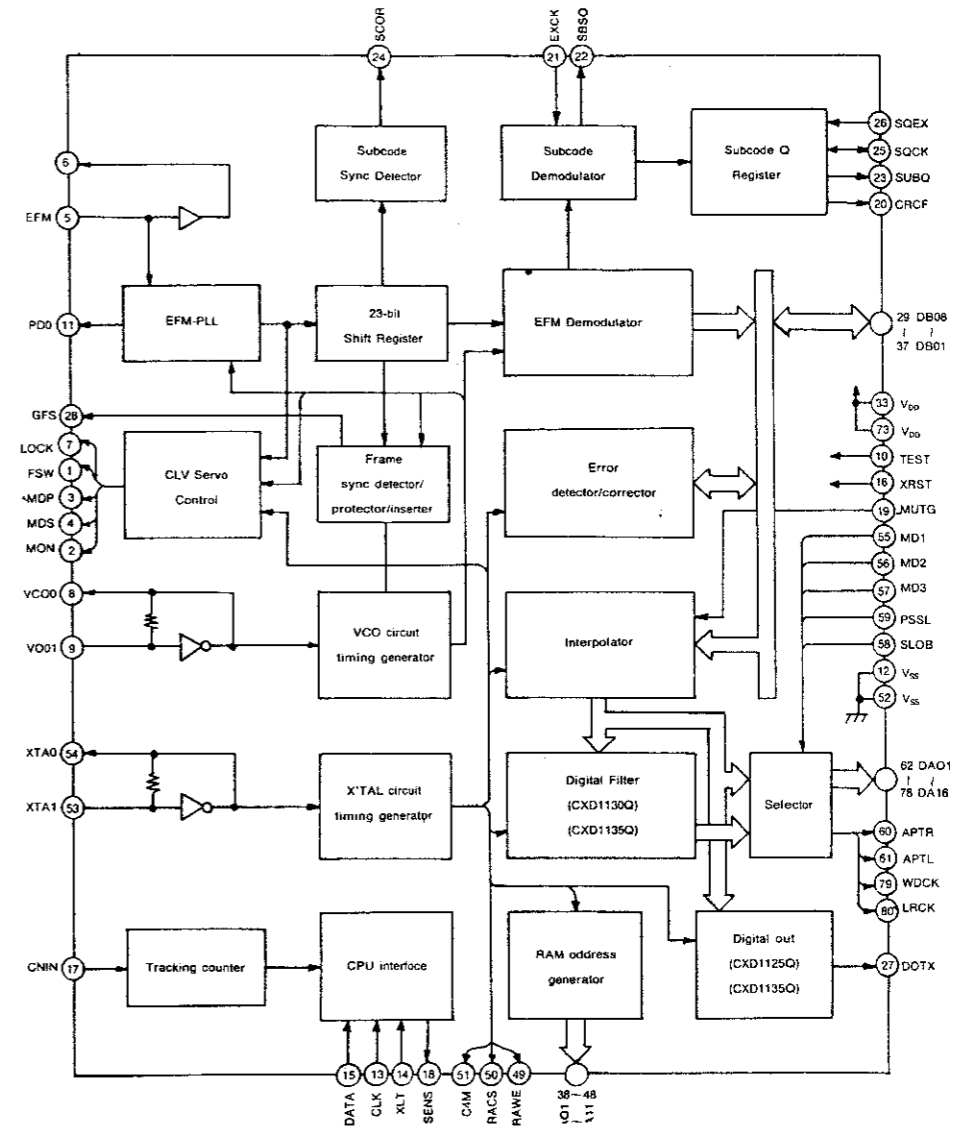 SCOR
EXCK
SBSO
24
21
22
Subcode
Sync Detector
Subcode
Demodulator
Subcode Q
Register
26 SQEX
25 SQCK
23 SUBQ
20 CRCF
6
EFM 5
PD0 11
EFM-PLL
23-bit
Shift Register
EFM Demodulator
29 DB08
37 DB01
33 VDD
73 VDD
10 TEST
16 XRST
19 MUTG
55 MD1
56 MD2
57 MD3
59 PSSL
58 SLOB
12 VSS
52 VSS
GFS 28
LOCK 7
FSW 1
MDP 3
MDS 4
MON 2
CLV Servo
Control
Frame
sync detector/
protector/inserter
Error
detector/corrector
VCO0 8
VO01 9
VCO circuit
timing generator
Interpolator
XTA0 54
XTA1 53
X'TAL circuit
timing generator
Digital Filter
(CXD1130Q)
(CXD1135Q)
Selector
62 DAO1
78 DA16
60 APTR
61 APTL
79 WDCK
80 LRCK
CNIN 17
Tracking counter
CPU interface
RAM address
generator
Digital out
(CXD1125Q)
(CXD1135Q)
27 DOTX
15
13
14
18
51
50
49
DATA
CLK
XLT
SENS
C4M
RACS
RAWE
38~48